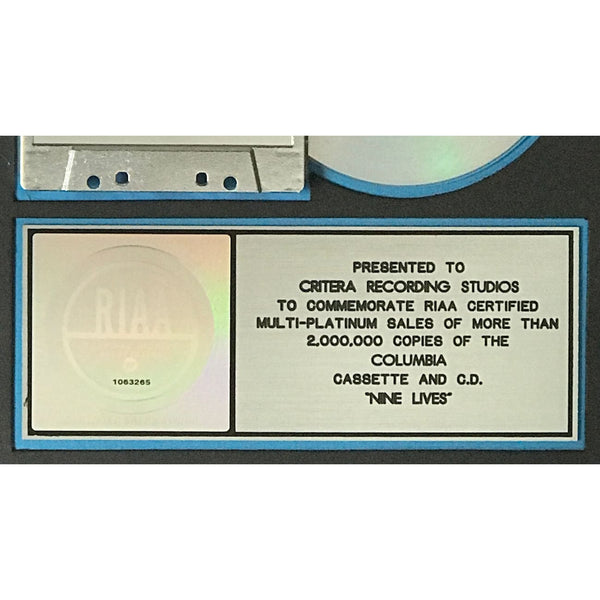 RIAA
1063265
PRESENTED TO
CRITERA RECORDING STUDIOS
TO COMMEMORATE RIAA CERTIFIED
MULTI-PLATINUM SALES OF MORE THAN
2,000,000 COPIES OF THE
COLUMBIA
CASSETTE AND C.D.
"NINE LIVES"